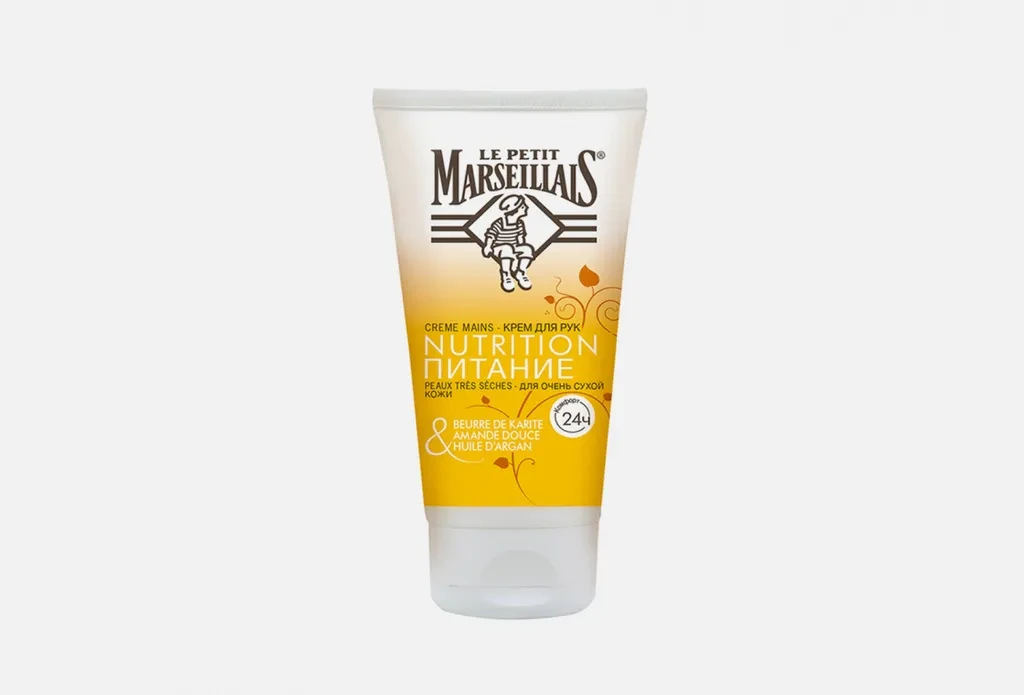 LE PETIT
MARSEILLAIS®
CREME MAINS - КРЕМ ДЛЯ РУК
NUTRITION
ПИТАНИЕ
PEAUX TRÈS SÈCHES - ДЛЯ ОЧЕНЬ СУХОЙ
КОЖИ
Комфорт
24ч
& BEURRE DE KARITE
AMANDE DOUCE
HUILE D'ARGAN